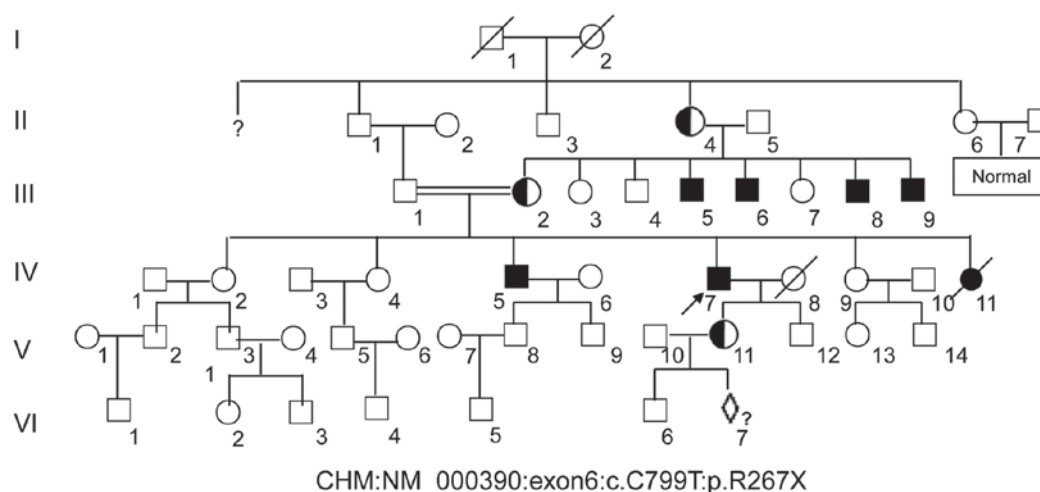 I
1 2
II
? 1 2 3 4 5 6 7
Normal
III
1 2 3 4 5 6 7 8 9
IV
1 2 3 4 5 6 7 8 9 10 11
V
1 2 3 4 5 6 7 8 9 10 11 12 13 14
1
VI
1 2 3 4 5 6 ? 7
CHM:NM 000390:exon6:c.C799T:p.R267X